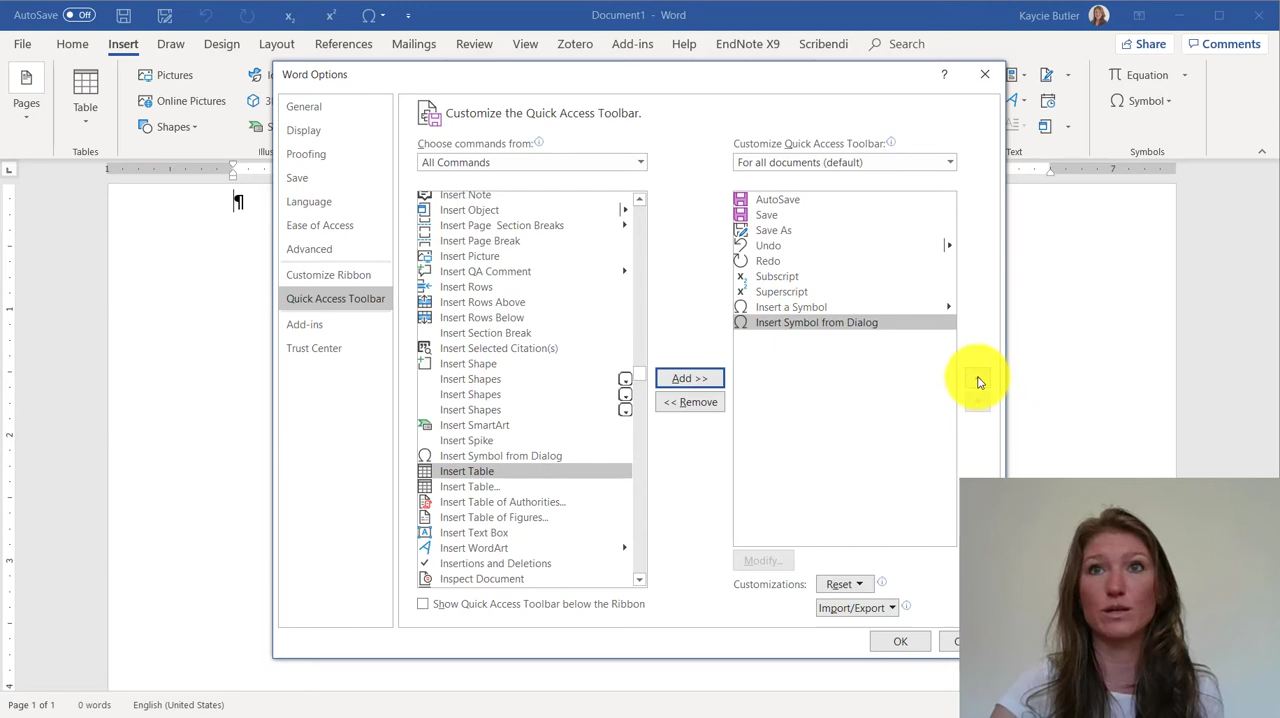 AutoSave Off
Document1 - Word
Kaycie Butler
File Home Insert Draw Design Layout References Mailings Review View Zotero Add-ins Help EndNote X9 Scribendi Search
Share Comments
Pages
Table
Pictures
Online Pictures
Shapes
Equation
Symbol
Tables
Text
Symbols
Word Options
?
General
Display
Proofing
Save
Language
Ease of Access
Advanced
Customize Ribbon
Quick Access Toolbar
Add-ins
Trust Center
Customize the Quick Access Toolbar.
Choose commands from:
All Commands
Insert Note
Insert Object
Insert Page Section Breaks
Insert Page Break
Insert Picture
Insert QA Comment
Insert Rows
Insert Rows Above
Insert Rows Below
Insert Section Break
Insert Selected Citation(s)
Insert Shape
Insert Shapes
Insert Shapes
Insert Shapes
Insert SmartArt
Insert Spike
Insert Symbol from Dialog
Insert Table
Insert Table...
Insert Table of Authorities...
Insert Table of Figures...
Insert Text Box
Insert WordArt
Insertions and Deletions
Inspect Document
Show Quick Access Toolbar below the Ribbon
Add >>
<< Remove
Customize Quick Access Toolbar:
For all documents (default)
AutoSave
Save
Save As
Undo
Redo
Subscript
Superscript
Insert a Symbol
Insert Symbol from Dialog
Modify...
Customizations: Reset
Import/Export
OK
Page 1 of 1 0 words English (United States)